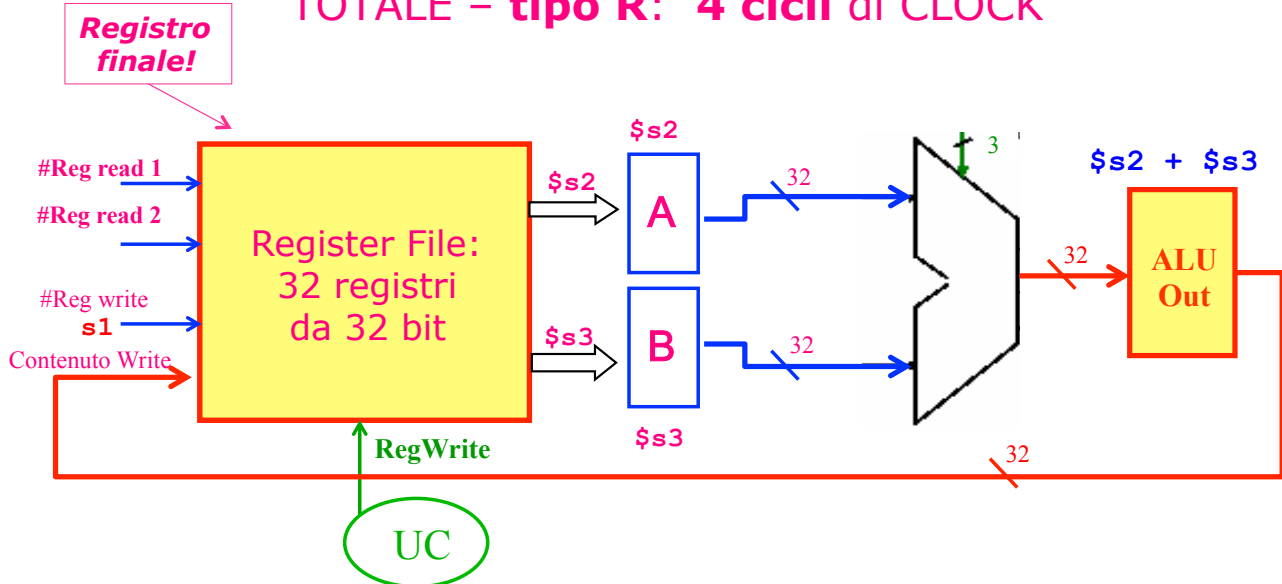 TOTALE – tipo R: 4 cicli di CLOCK
Registro
finale!
#Reg read 1
#Reg read 2
#Reg write
s1
Contenuto Write
Register File:
32 registri
da 32 bit
$s2
$s3
$s2
A
B
$s3
32
32
3
32
$s2 + $s3
ALU
Out
RegWrite
32
UC